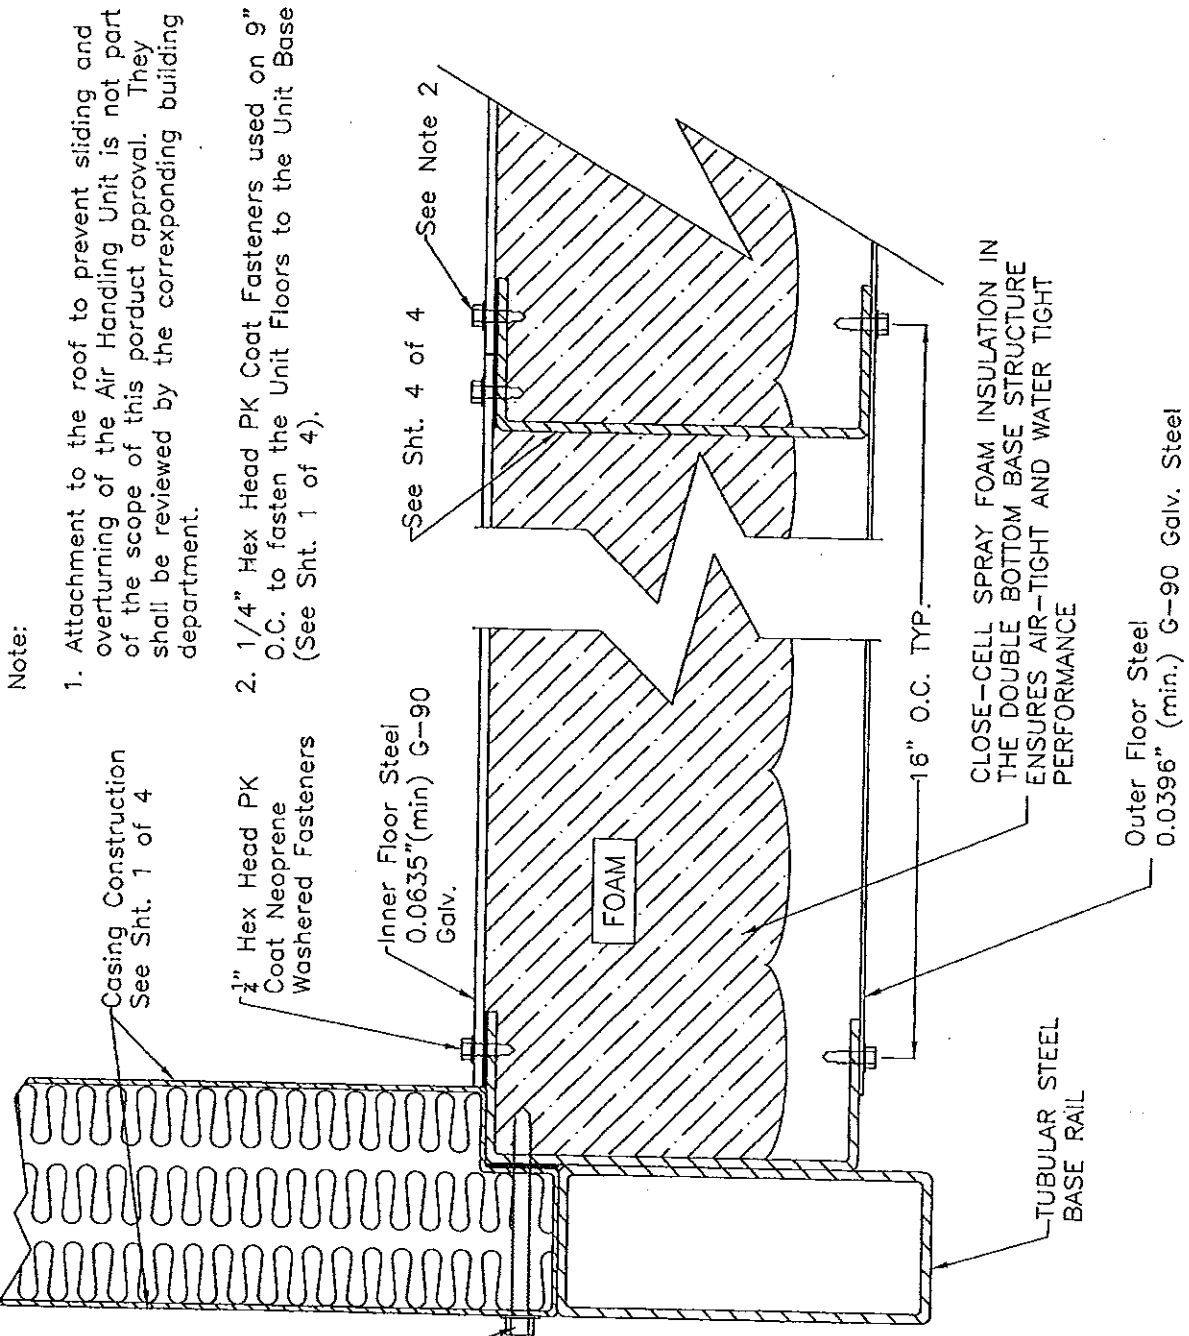 Note:
1. Attachment to the roof to prevent sliding and
overturning of the Air Handling Unit is not part
of the scope of this porduct approval. They
shall be reviewed by the correxponding building
department.
2. 1/4" Hex Head PK Coat Fasteners used on 9"
O.C. to fasten the Unit Floors to the Unit Base
(See Sht. 1 of 4).
Casing Construction
See Sht. 1 of 4
1/4" Hex Head PK
Coat Neoprene
Washered Fasteners
Inner Floor Steel
0.0635"(min) G-90
Galv.
See Sht. 4 of 4
See Note 2
FOAM
16" O.C. TYP.
CLOSE-CELL SPRAY FOAM INSULATION IN
THE DOUBLE BOTTOM BASE STRUCTURE
ENSURES AIR-TIGHT AND WATER TIGHT
PERFORMANCE
Outer Floor Steel
0.0396" (min.) G-90 Galv. Steel
TUBULAR STEEL
BASE RAIL